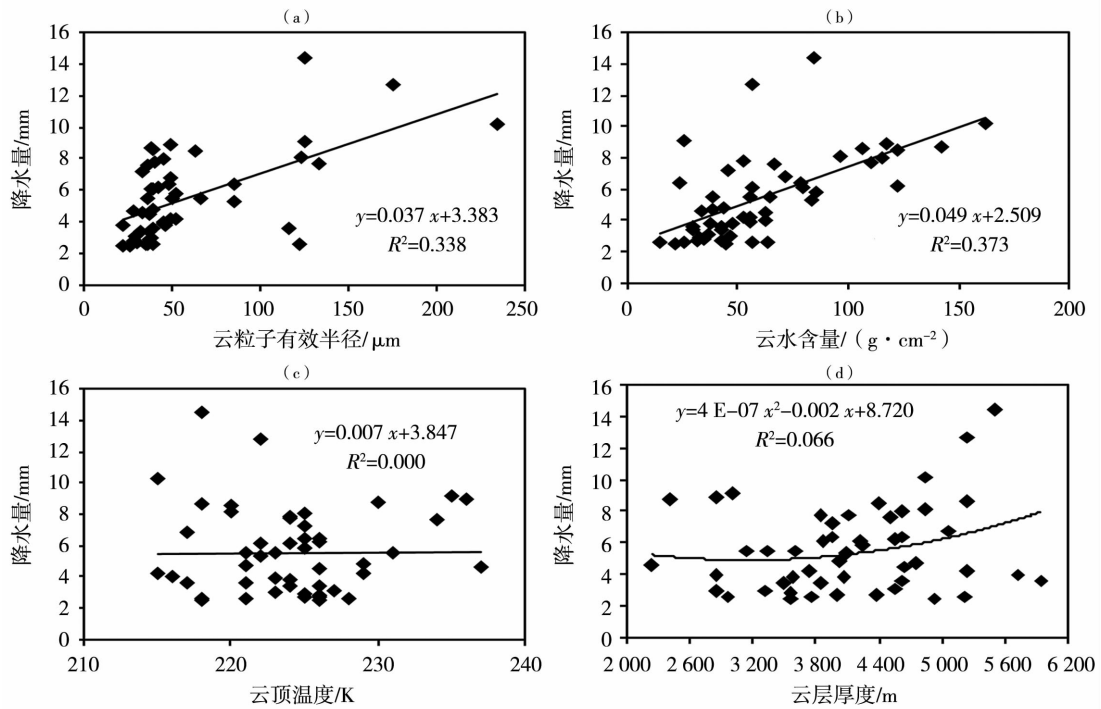 （a）
16
14
12
10
8
6
4
2
0
降水量/mm
y=0.037 x+3.383
R²=0.338
0 50 100 150 200 250
云粒子有效半径/μm
（b）
16
14
12
10
8
6
4
2
0
降水量/mm
y=0.049 x+2.509
R²=0.373
0 50 100 150 200
云水含量/（g·cm⁻²）
（c）
16
14
12
10
8
6
4
2
0
降水量/mm
y=0.007 x+3.847
R²=0.000
210 220 230 240
云顶温度/K
（d）
16
14
12
10
8
6
4
2
0
降水量/mm
y=4 E-07 x²-0.002 x+8.720
R²=0.066
2 000 2 600 3 200 3 800 4 400 5 000 5 600 6 200
云层厚度/m